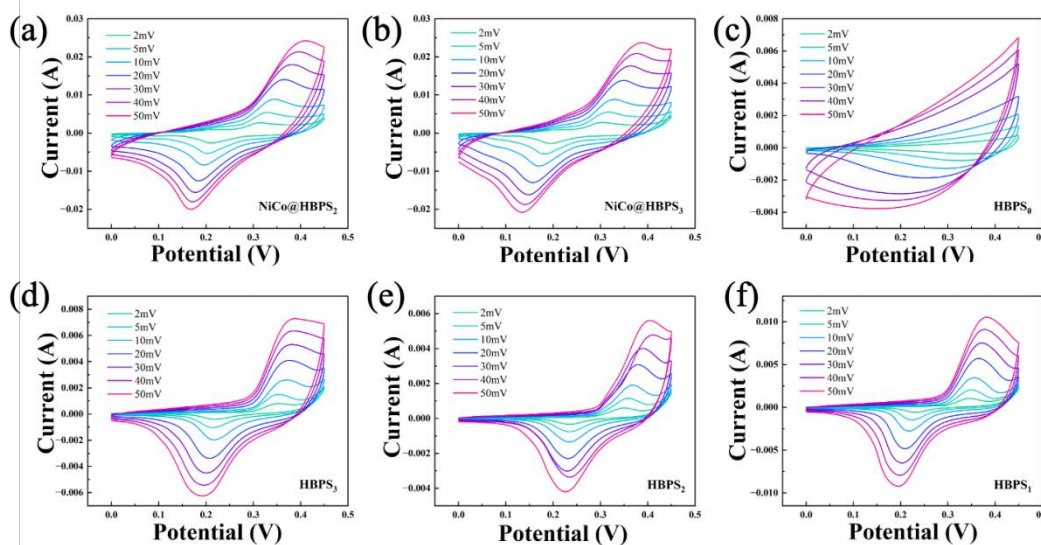 (a)
0.03
0.02
0.01
0.00
−0.01
−0.02
Current (A)
2mV
5mV
10mV
20mV
30mV
40mV
50mV
NiCo@HBPS2
0.0 0.1 0.2 0.3 0.4 0.5
Potential (V)
(b)
0.03
0.02
0.01
0.00
−0.01
−0.02
Current (A)
2mV
5mV
10mV
20mV
30mV
40mV
50mV
NiCo@HBPS3
0.0 0.1 0.2 0.3 0.4 0.5
Potential (V)
(c)
0.008
0.006
0.004
0.002
0.000
−0.002
−0.004
Current (A)
2mV
5mV
10mV
20mV
30mV
40mV
50mV
HBPS0
0.0 0.1 0.2 0.3 0.4
Potential (V)
(d)
0.008
0.006
0.004
0.002
0.000
−0.002
−0.004
−0.006
Current (A)
2mV
5mV
10mV
20mV
30mV
40mV
50mV
HBPS3
0.0 0.1 0.2 0.3 0.4 0.5
Potential (V)
(e)
0.006
0.004
0.002
0.000
−0.002
−0.004
Current (A)
2mV
5mV
10mV
20mV
30mV
40mV
50mV
HBPS2
0.0 0.1 0.2 0.3 0.4 0.5
Potential (V)
(f)
0.010
0.005
0.000
−0.005
−0.010
Current (A)
2mV
5mV
10mV
20mV
30mV
40mV
50mV
HBPS1
0.0 0.1 0.2 0.3 0.4
Potential (V)